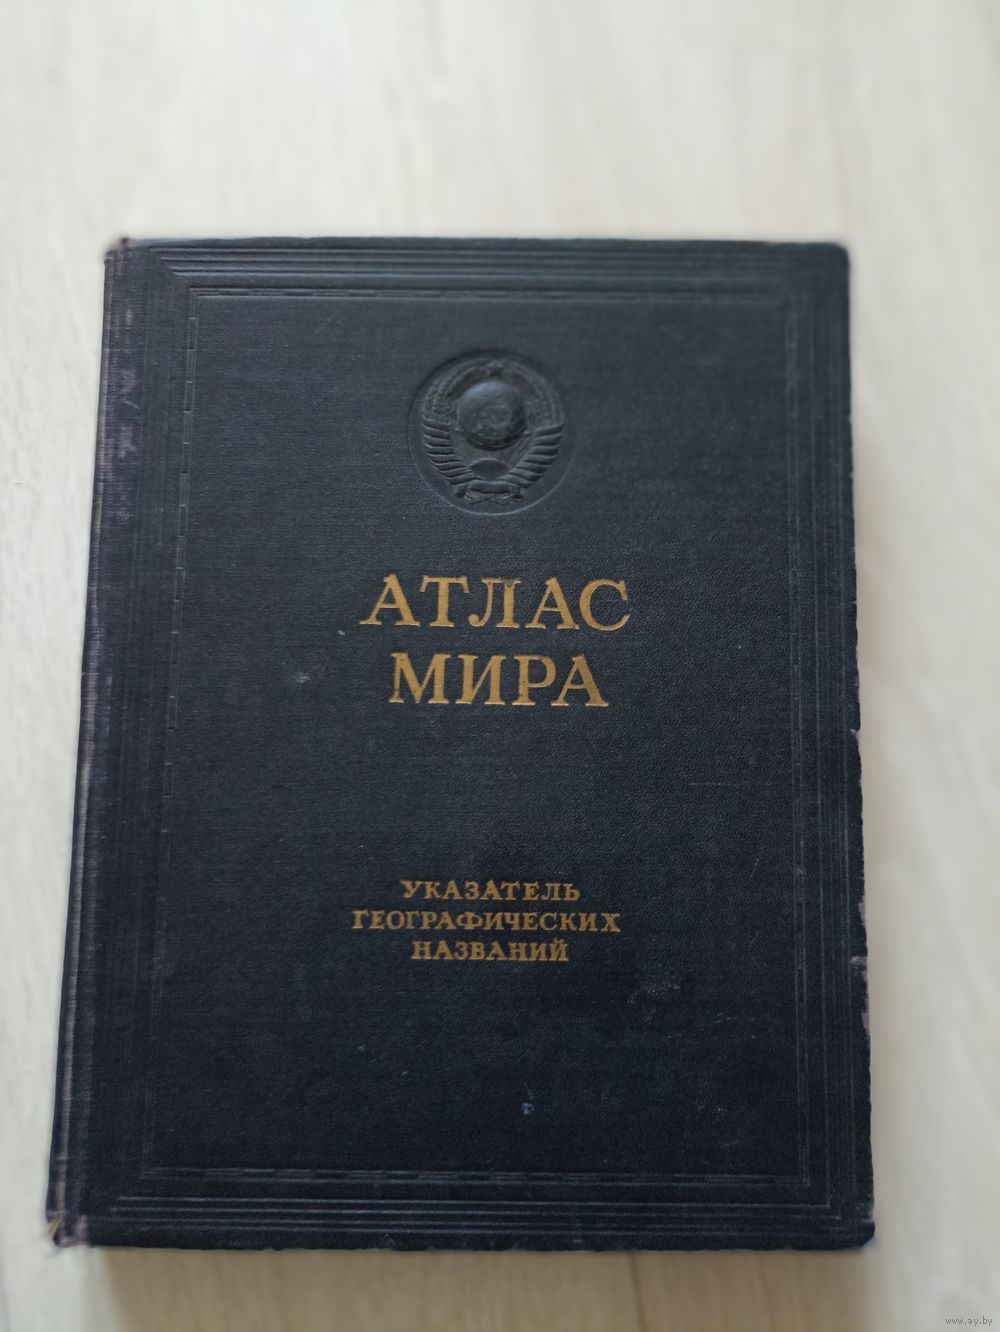 АТЛАС
МИРА
УКАЗАТЕЛЬ
ГЕОГРАФИЧЕСКИХ
НАЗВАНИЙ
www.ay.by